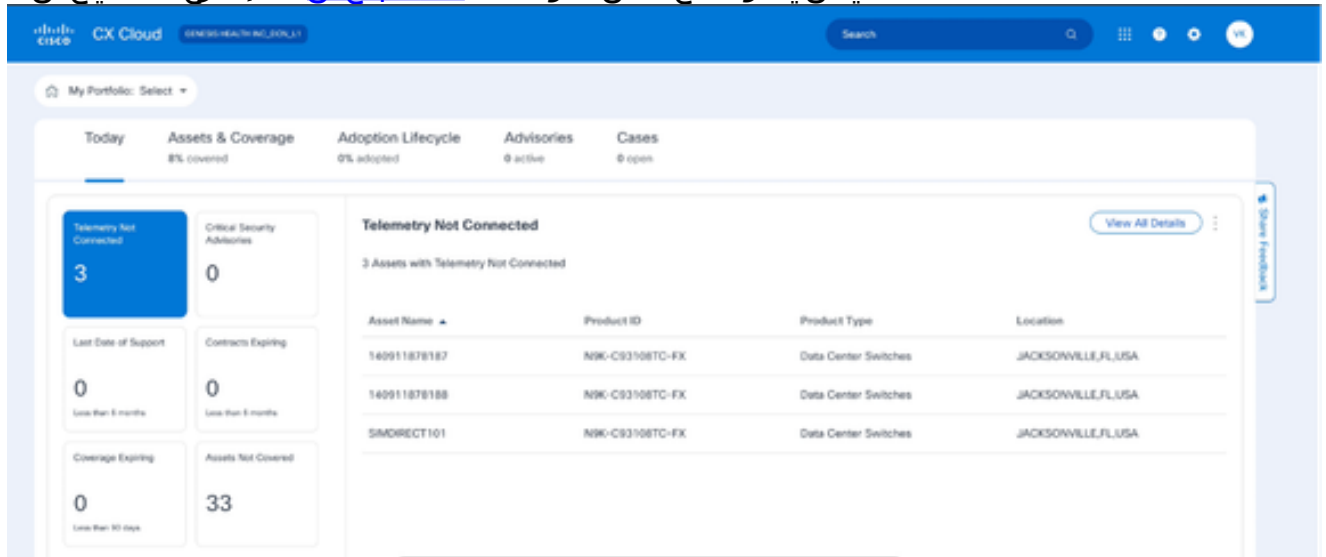 cisco CX Cloud GENESIS HEALTH INC_DCN_L1 Search VK
My Portfolio: Select
Today Assets & Coverage Adoption Lifecycle Advisories Cases
8% covered 0% adopted 0 active 0 open
Telemetry Not Connected
3
Critical Security Advisories
0
Last Date of Support
0
Less than 6 months
Contracts Expiring
0
Less than 6 months
Coverage Expiring
0
Less than 90 days
Assets Not Covered
33
Telemetry Not Connected View All Details
3 Assets with Telemetry Not Connected
Asset Name Product ID Product Type Location
140911878187 N9K-C93108TC-FX Data Center Switches JACKSONVILLE,FL,USA
140911878188 N9K-C93108TC-FX Data Center Switches JACKSONVILLE,FL,USA
SIMDIRECT101 N9K-C93108TC-FX Data Center Switches JACKSONVILLE,FL,USA
Share Feedback